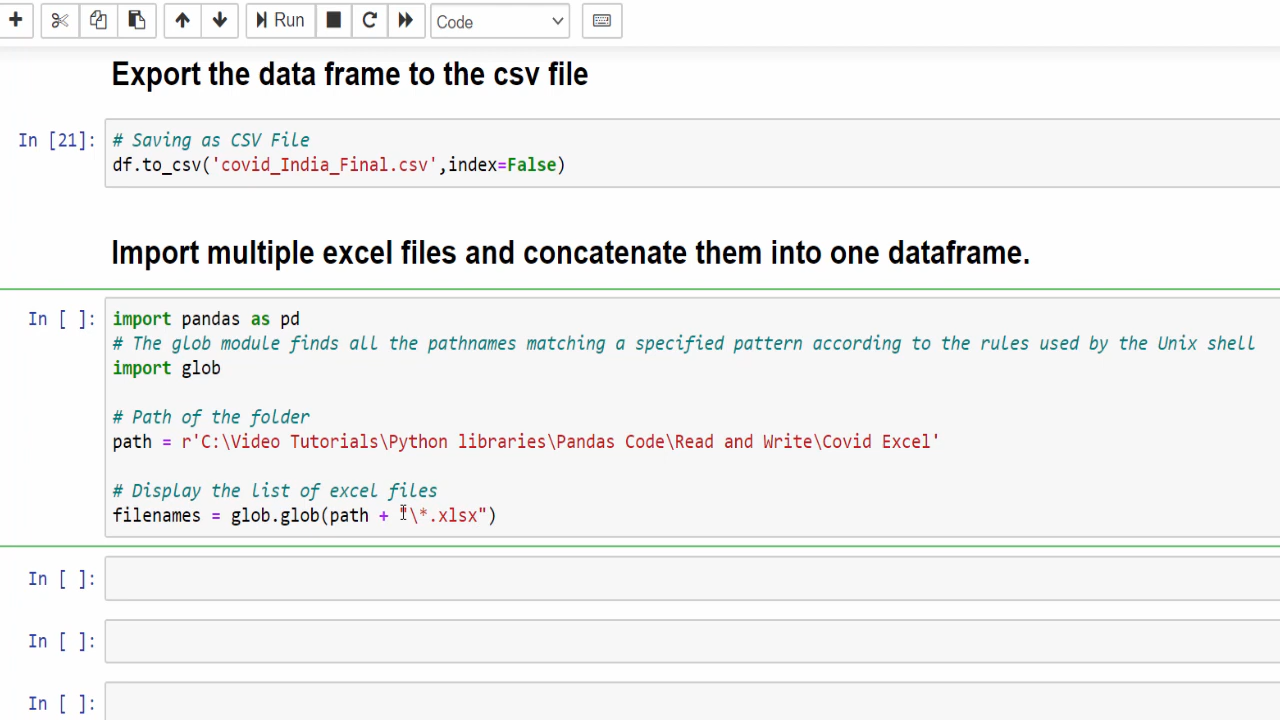 Run
Code
Export the data frame to the csv file
In [21]:
# Saving as CSV File
df.to_csv('covid_India_Final.csv',index=False)
Import multiple excel files and concatenate them into one dataframe.
In [ ]:
import pandas as pd
# The glob module finds all the pathnames matching a specified pattern according to the rules used by the Unix shell
import glob
# Path of the folder
path = r'C:\Video Tutorials\Python libraries\Pandas Code\Read and Write\Covid Excel'
# Display the list of excel files
filenames = glob.glob(path + "\*.xlsx")
In [ ]:
In [ ]:
In [ ]: